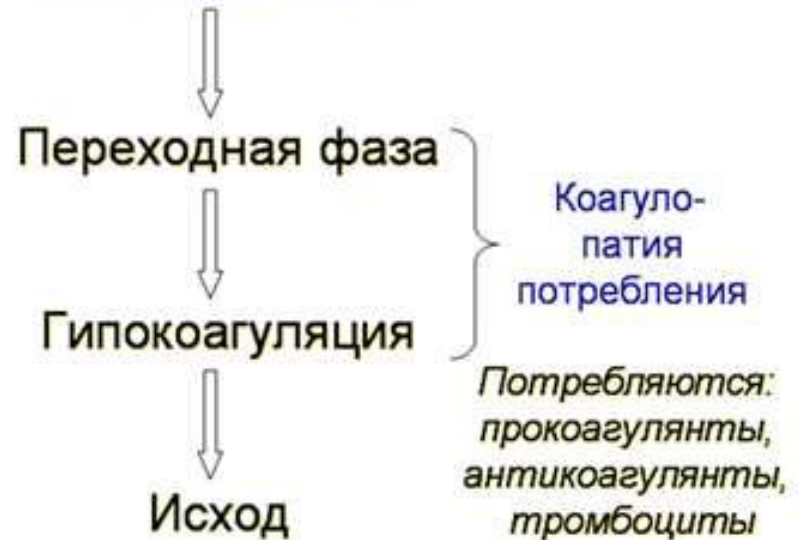 Переходная фаза
Коагуло-
патия
потребления
Гипокоагуляция
Потребляются:
прокоагулянты,
антикоагулянты,
тромбоциты
Исход